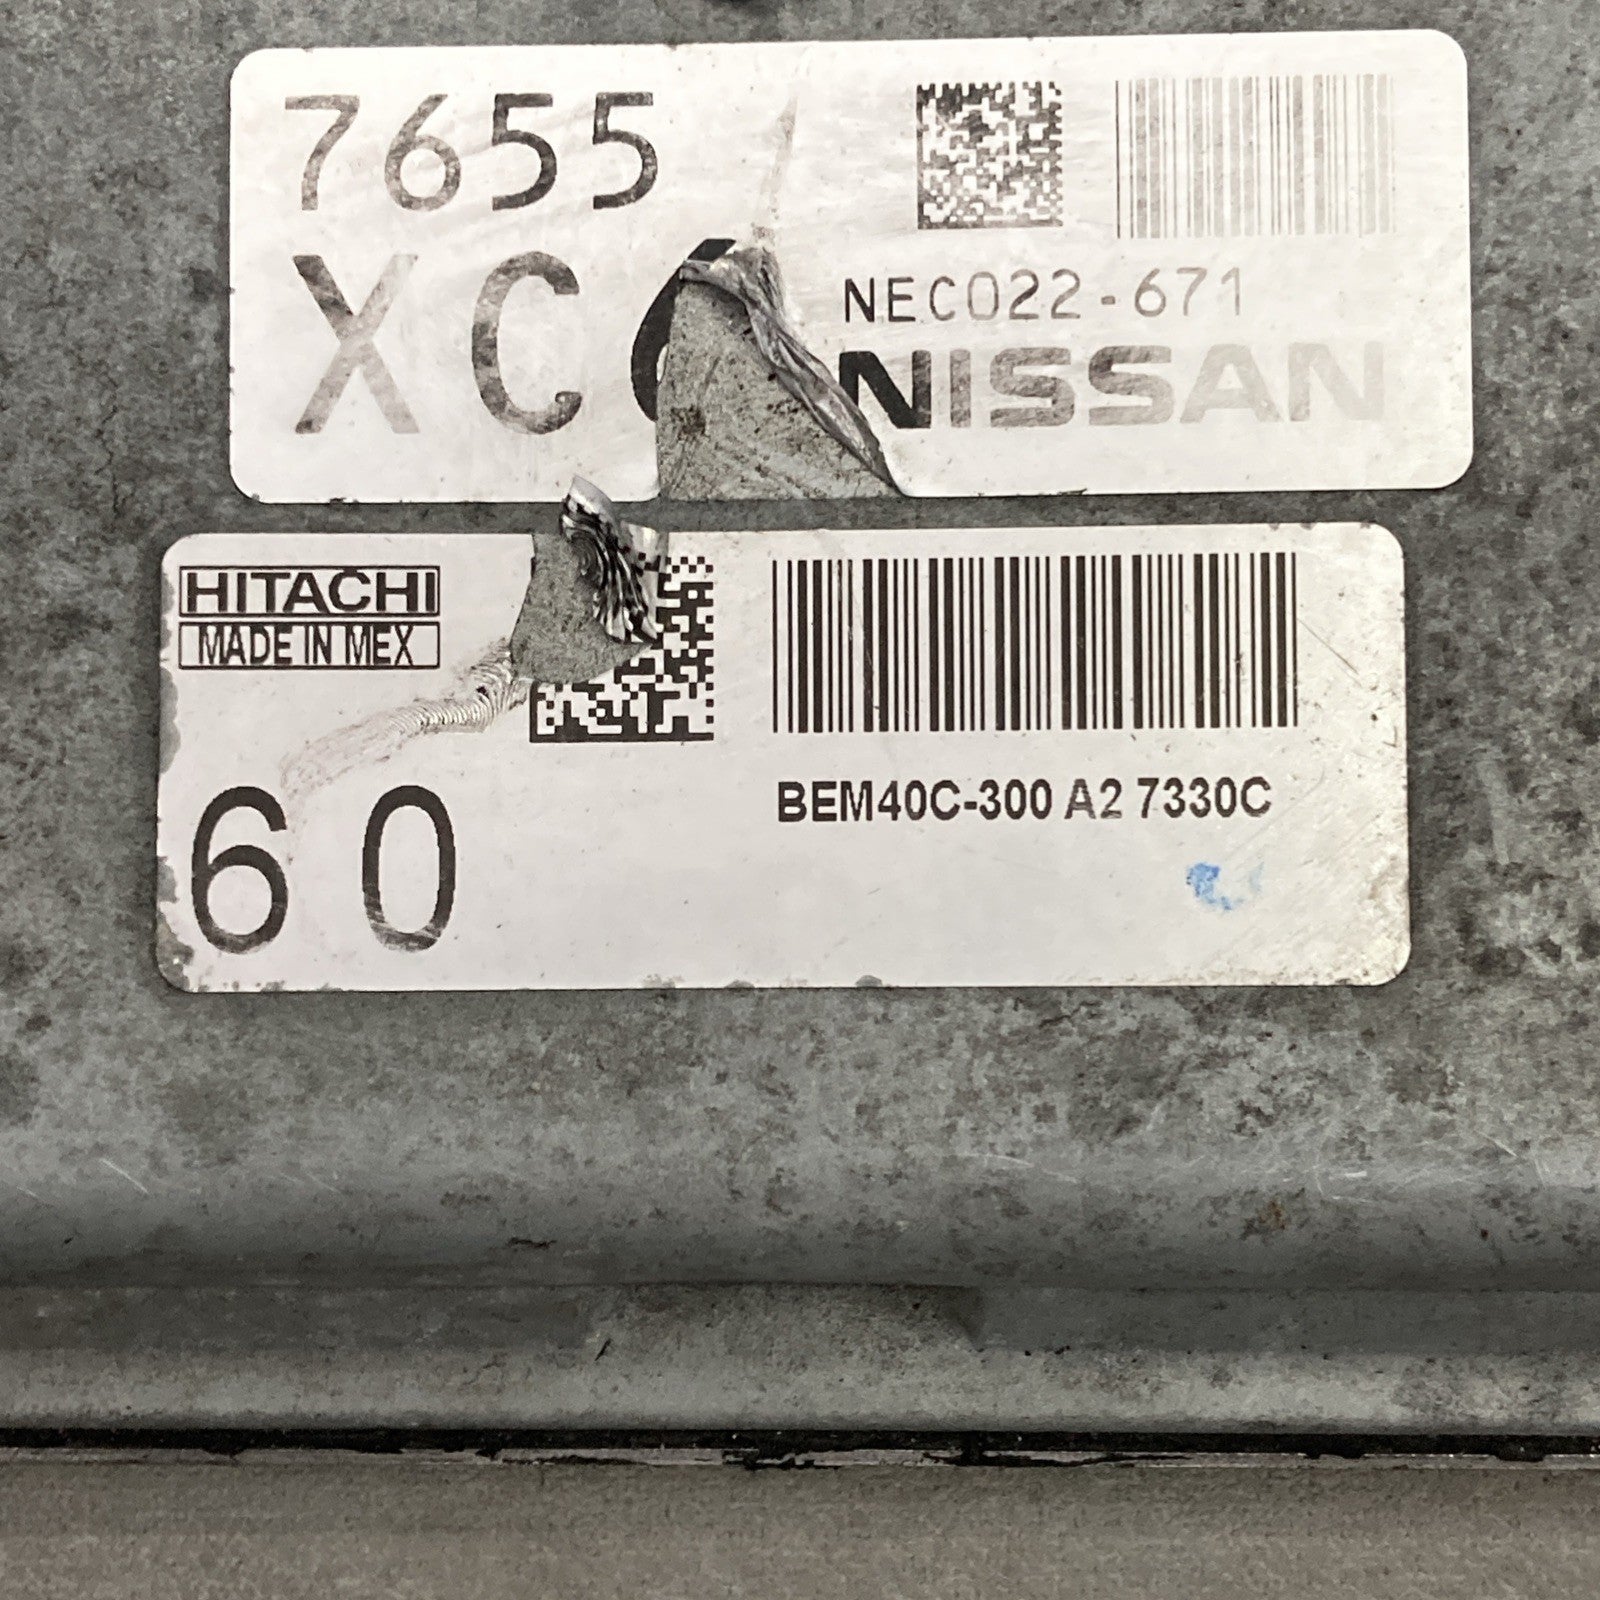 7655
XC
NEC022-671
NISSAN
HITACHI
MADE IN MEX
60
BEM40C-300 A2 7330C